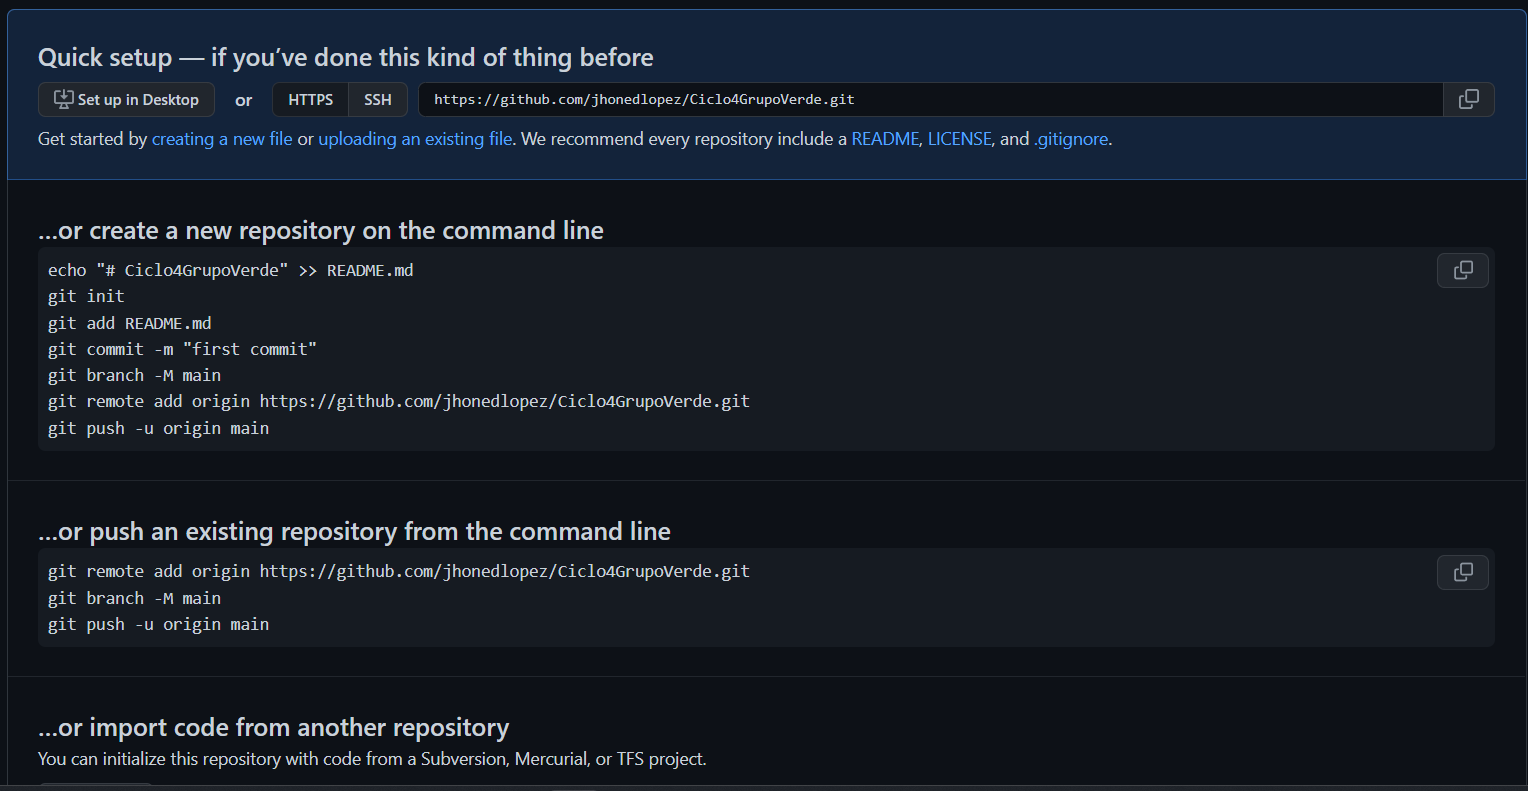 Quick setup — if you’ve done this kind of thing before
Set up in Desktop or HTTPS SSH https://github.com/jhonedlopez/Ciclo4GrupoVerde.git
Get started by creating a new file or uploading an existing file. We recommend every repository include a README, LICENSE, and .gitignore.
…or create a new repository on the command line
echo "# Ciclo4GrupoVerde" >> README.md
git init
git add README.md
git commit -m "first commit"
git branch -M main
git remote add origin https://github.com/jhonedlopez/Ciclo4GrupoVerde.git
git push -u origin main
…or push an existing repository from the command line
git remote add origin https://github.com/jhonedlopez/Ciclo4GrupoVerde.git
git branch -M main
git push -u origin main
…or import code from another repository
You can initialize this repository with code from a Subversion, Mercurial, or TFS project.